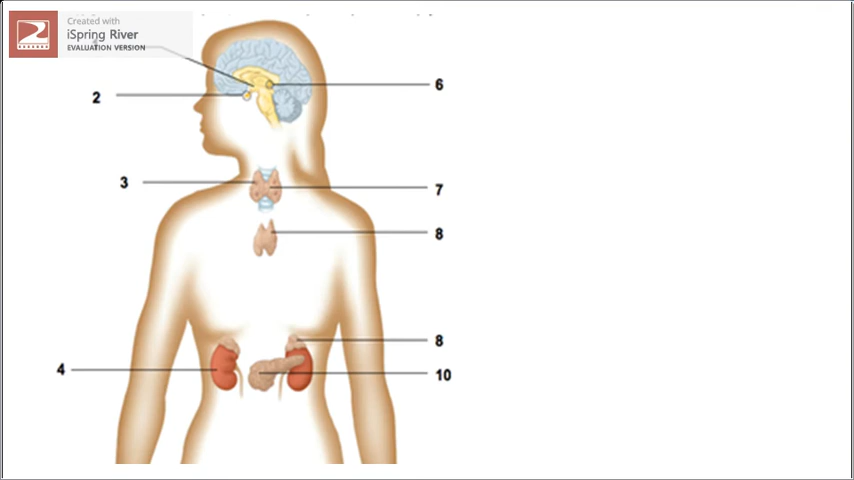 Created with
iSpring River
EVALUATION VERSION
6
2
3
7
8
8
4
10